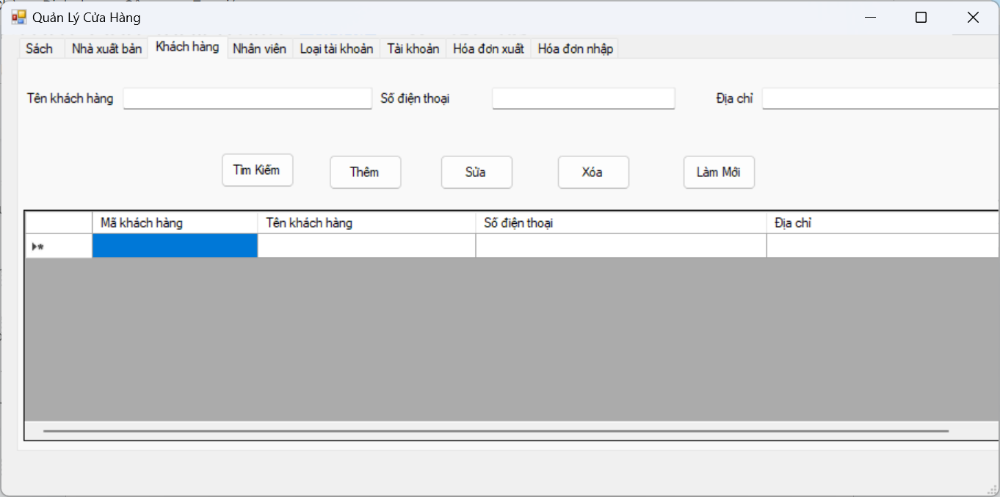 Quản Lý Cửa Hàng
Sách Nhà xuất bản Khách hàng Nhân viên Loại tài khoản Tài khoản Hóa đơn xuất Hóa đơn nhập
Tên khách hàng Số điện thoại Địa chỉ
Tìm Kiếm Thêm Sửa Xóa Làm Mới
Mã khách hàng Tên khách hàng Số điện thoại Địa chỉ